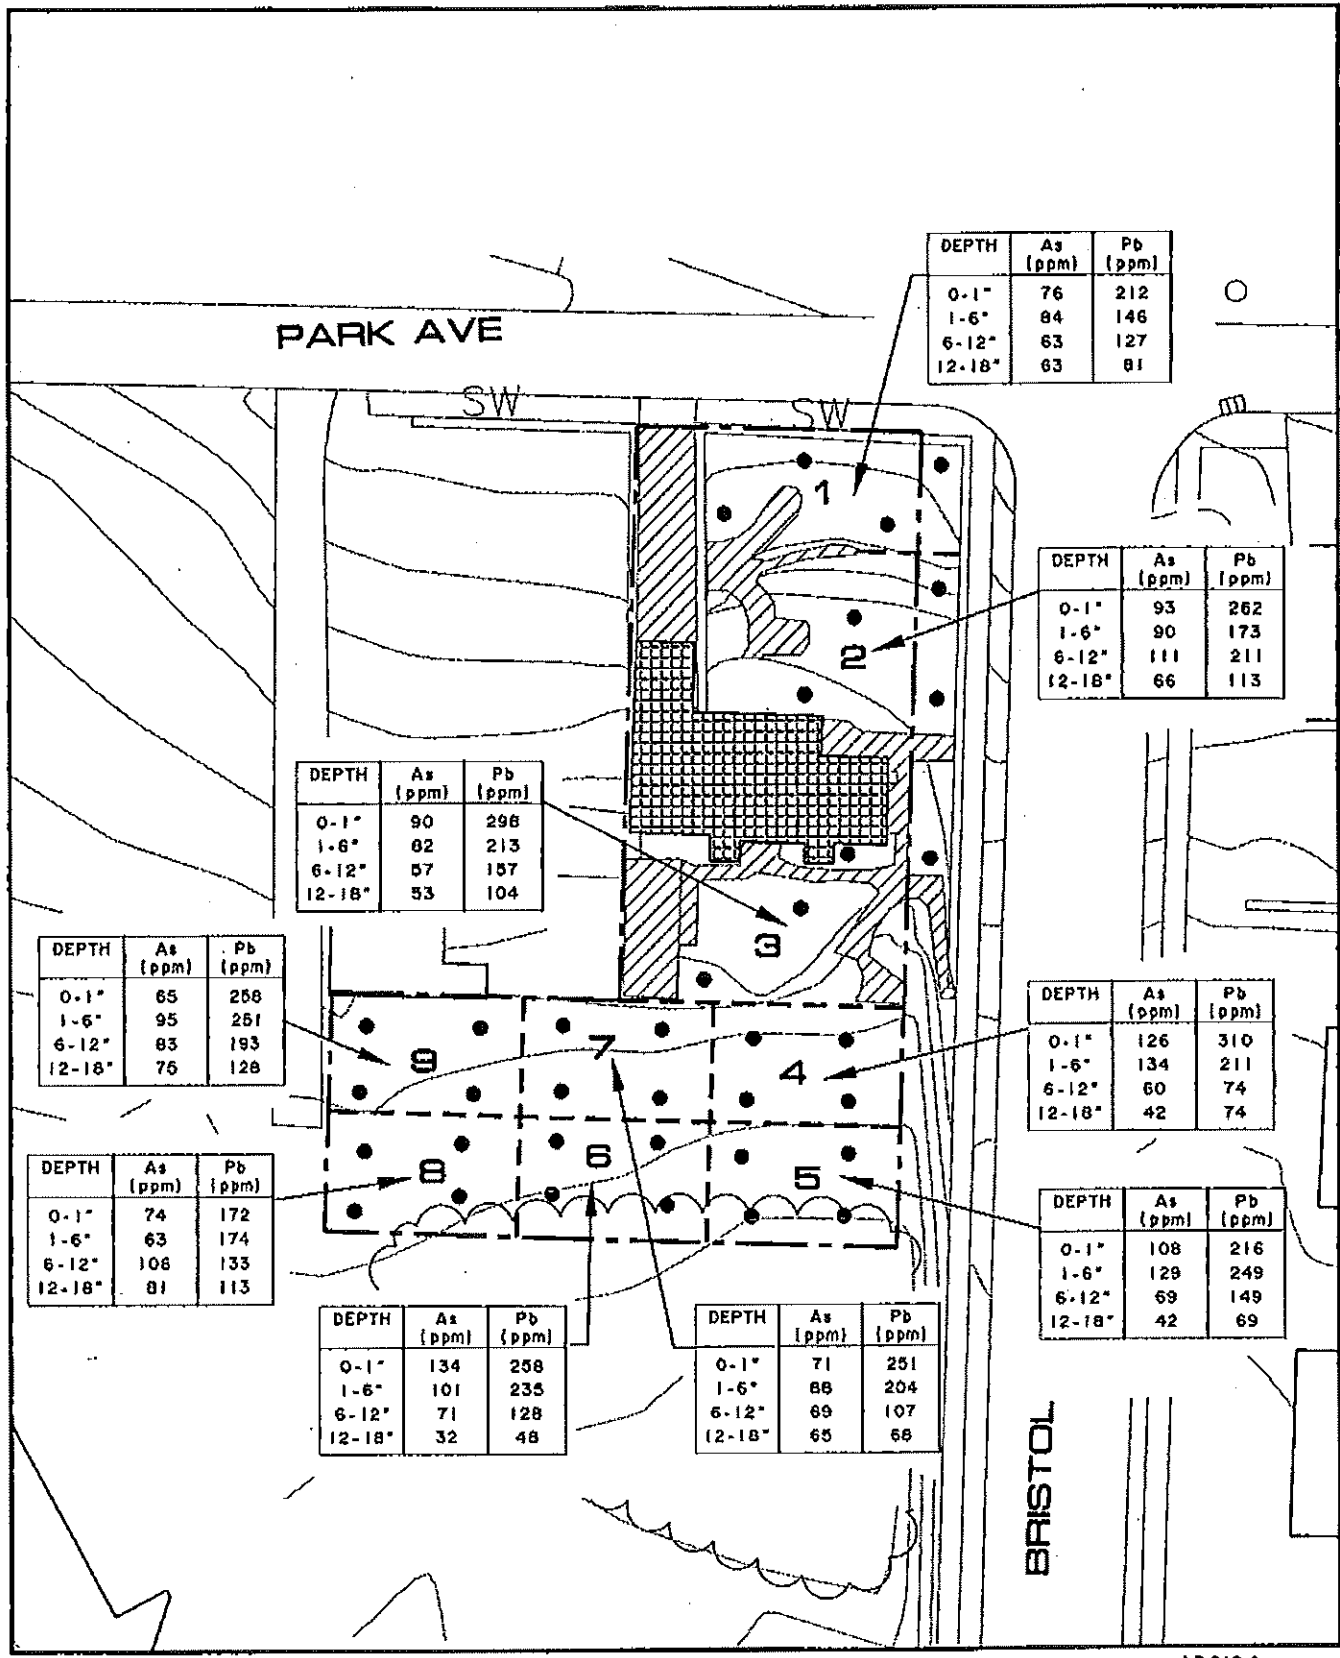 DEPTH As (ppm) Pb (ppm)
0-1" 76 212
1-6" 84 146
6-12" 63 127
12-18" 63 81
PARK AVE
SW SW
1
DEPTH As (ppm) Pb (ppm)
0-1" 93 262
1-6" 90 173
6-12" 111 211
12-18" 66 113
2
DEPTH As (ppm) Pb (ppm)
0-1" 90 298
1-6" 82 213
6-12" 57 157
12-18" 53 104
3
DEPTH As (ppm) Pb (ppm)
0-1" 65 258
1-6" 95 251
6-12" 83 193
12-18" 75 128
DEPTH As (ppm) Pb (ppm)
0-1" 126 310
1-6" 134 211
6-12" 60 74
12-18" 42 74
9 7 4
8 6 5
DEPTH As (ppm) Pb (ppm)
0-1" 74 172
1-6" 63 174
6-12" 108 133
12-18" 81 113
DEPTH As (ppm) Pb (ppm)
0-1" 108 216
1-6" 129 249
6-12" 69 149
12-18" 42 69
DEPTH As (ppm) Pb (ppm)
0-1" 134 258
1-6" 101 235
6-12" 71 128
12-18" 32 48
DEPTH As (ppm) Pb (ppm)
0-1" 71 251
1-6" 88 204
6-12" 69 107
12-18" 65 68
BRISTOL